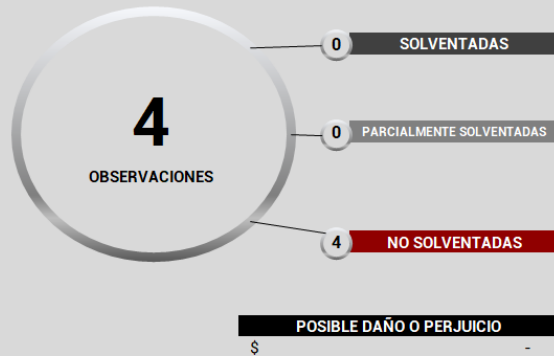 4
OBSERVACIONES
0 SOLVENTADAS
0 PARCIALMENTE SOLVENTADAS
4 NO SOLVENTADAS
POSIBLE DAÑO O PERJUICIO
$ -